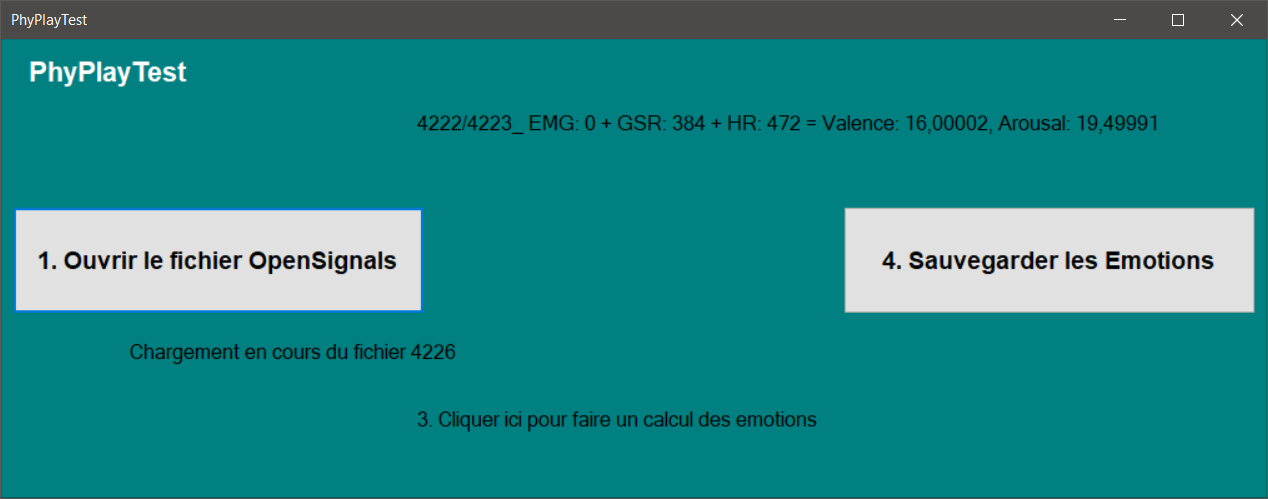 PhyPlayTest
PhyPlayTest
4222/4223_ EMG: 0 + GSR: 384 + HR: 472 = Valence: 16,00002, Arousal: 19,49991
1. Ouvrir le fichier OpenSignals
4. Sauvegarder les Emotions
Chargement en cours du fichier 4226
3. Cliquer ici pour faire un calcul des emotions